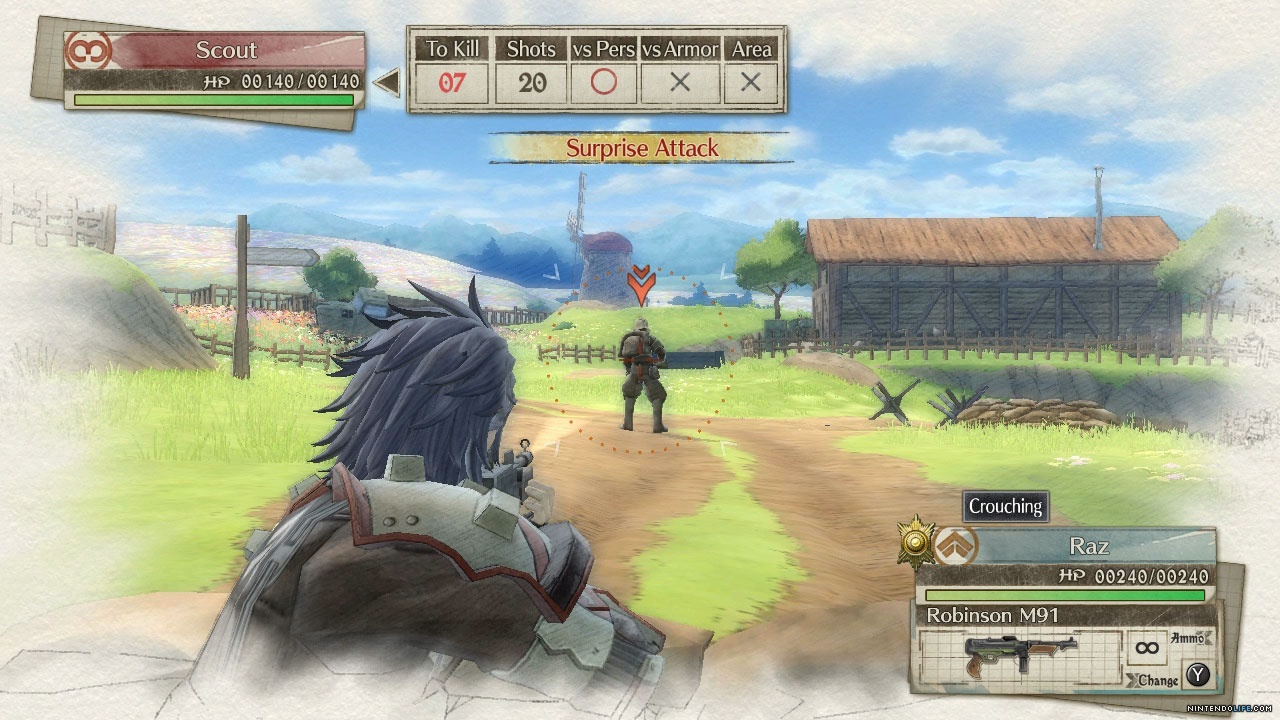 Scout
HP 00140/00140
To Kill Shots vs Pers vs Armor Area
07 20 ○ × ×
Surprise Attack
Crouching
Raz
HP 00240/00240
Robinson M91
∞ Ammo
Change Y
NINTENDOLIFE.COM